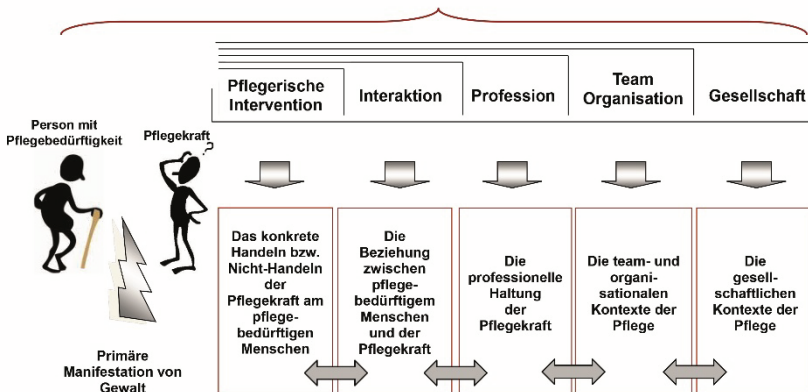 Pflegerische
Intervention
Interaktion
Profession
Team
Organisation
Gesellschaft
Person mit
Pflegebedürftigkeit
Pflegekraft
?
Das konkrete
Handeln bzw.
Nicht-Handeln
der
Pflegekraft am
pflege-
bedürftigen
Menschen
Die
Beziehung
zwischen
pflege-
bedürftigem
Menschen
und der
Pflegekraft
Die
professionelle
Haltung
der
Pflegekraft
Die team- und
organi-
sationalen
Kontexte der
Pflege
Die
gesell-
schaftlichen
Kontexte der
Pflege
Primäre
Manifestation von
Gewalt